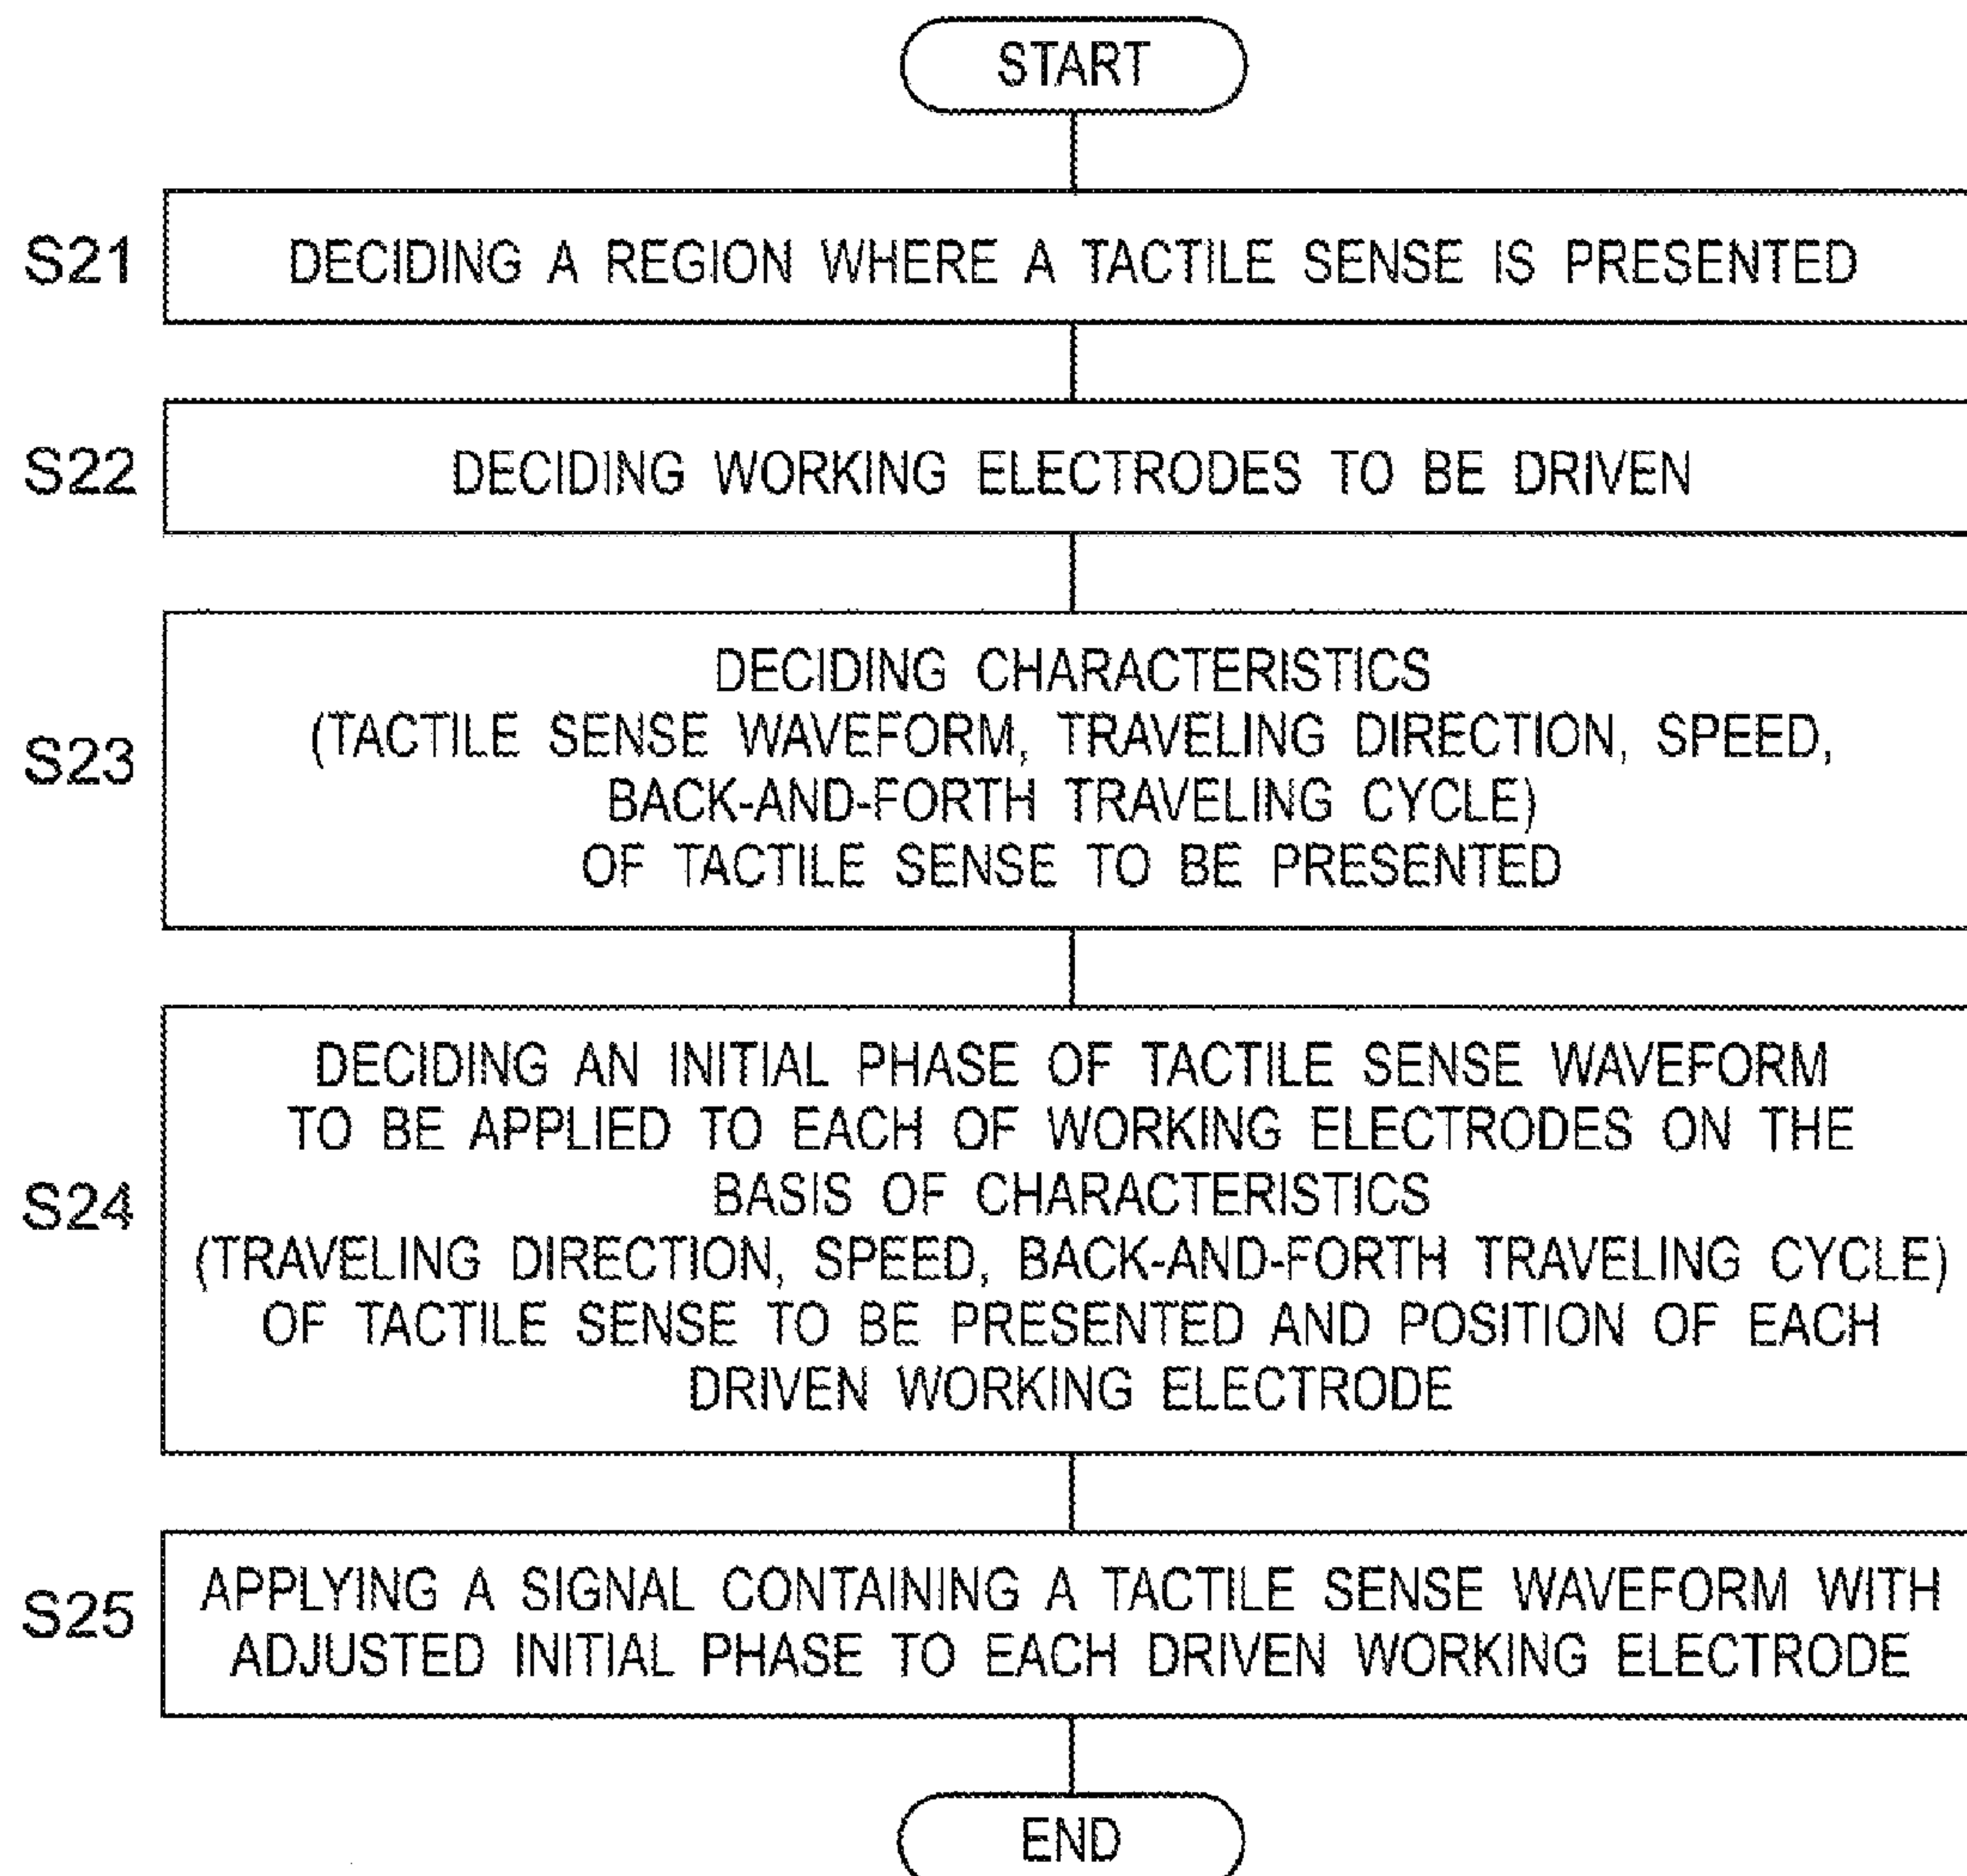 START
S21
DECIDING A REGION WHERE A TACTILE SENSE IS PRESENTED
S22
DECIDING WORKING ELECTRODES TO BE DRIVEN
S23
DECIDING CHARACTERISTICS
(TACTILE SENSE WAVEFORM, TRAVELING DIRECTION, SPEED,
BACK-AND-FORTH TRAVELING CYCLE)
OF TACTILE SENSE TO BE PRESENTED
S24
DECIDING AN INITIAL PHASE OF TACTILE SENSE WAVEFORM
TO BE APPLIED TO EACH OF WORKING ELECTRODES ON THE
BASIS OF CHARACTERISTICS
(TRAVELING DIRECTION, SPEED, BACK-AND-FORTH TRAVELING CYCLE)
OF TACTILE SENSE TO BE PRESENTED AND POSITION OF EACH
DRIVEN WORKING ELECTRODE
S25
APPLYING A SIGNAL CONTAINING A TACTILE SENSE WAVEFORM WITH
ADJUSTED INITIAL PHASE TO EACH DRIVEN WORKING ELECTRODE
END